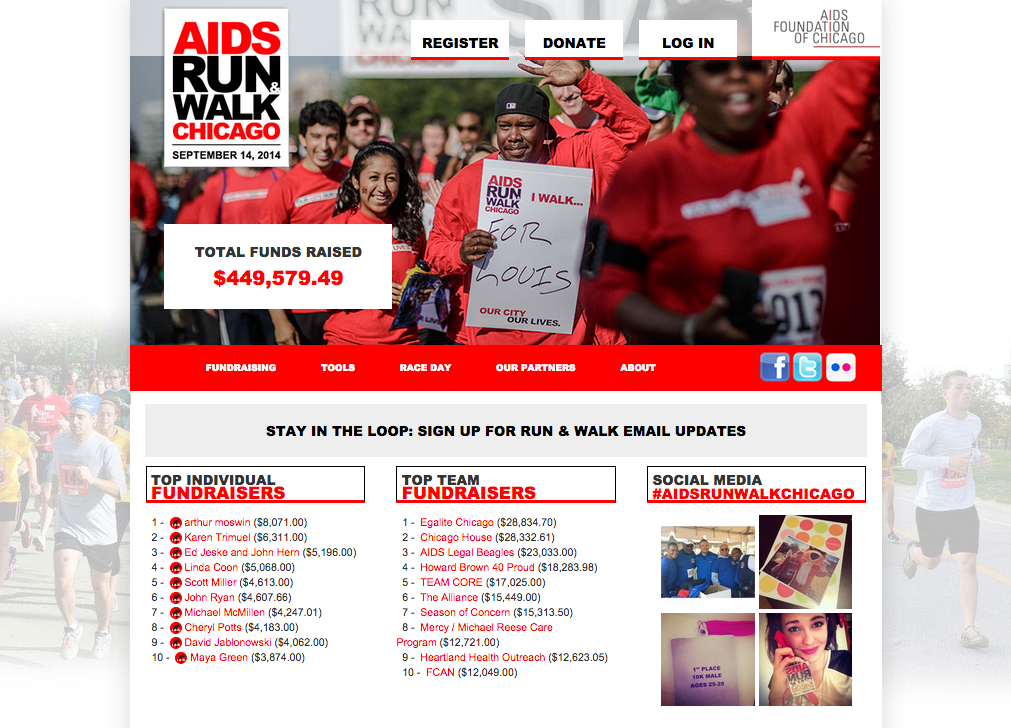 AIDS
RUN &
WALK
CHICAGO
SEPTEMBER 14, 2014
REGISTER
DONATE
LOG IN
AIDS
FOUNDATION
OF CHICAGO
AIDS
RUN
WALK
CHICAGO
I WALK...
FOR
LOUIS
OUR CITY
OUR LIVES.
913
TOTAL FUNDS RAISED
$449,579.49
FUNDRAISING
TOOLS
RACE DAY
OUR PARTNERS
ABOUT
STAY IN THE LOOP: SIGN UP FOR RUN & WALK EMAIL UPDATES
TOP INDIVIDUAL
FUNDRAISERS
1 - arthur moswin ($8,071.00)
2 - Karen Trimuel ($6,311.00)
3 - Ed Jeske and John Hern ($5,196.00)
4 - Linda Coon ($5,068.00)
5 - Scott Miller ($4,613.00)
6 - John Ryan ($4,607.66)
7 - Michael McMillen ($4,247.01)
8 - Cheryl Potts ($4,183.00)
9 - David Jablonowski ($4,062.00)
10 - Maya Green ($3,874.00)
TOP TEAM
FUNDRAISERS
1 - Egalite Chicago ($28,834.70)
2 - Chicago House ($28,332.61)
3 - AIDS Legal Beagles ($23,033.00)
4 - Howard Brown 40 Proud ($18,283.98)
5 - TEAM CORE ($17,025.00)
6 - The Alliance ($15,449.00)
7 - Season of Concern ($15,313.50)
8 - Mercy / Michael Reese Care
Program ($12,721.00)
9 - Heartland Health Outreach ($12,623.05)
10 - FCAN ($12,049.00)
SOCIAL MEDIA
#AIDSRUNWALKCHICAGO
1ST PLACE
10K MALE
AGES 25-29